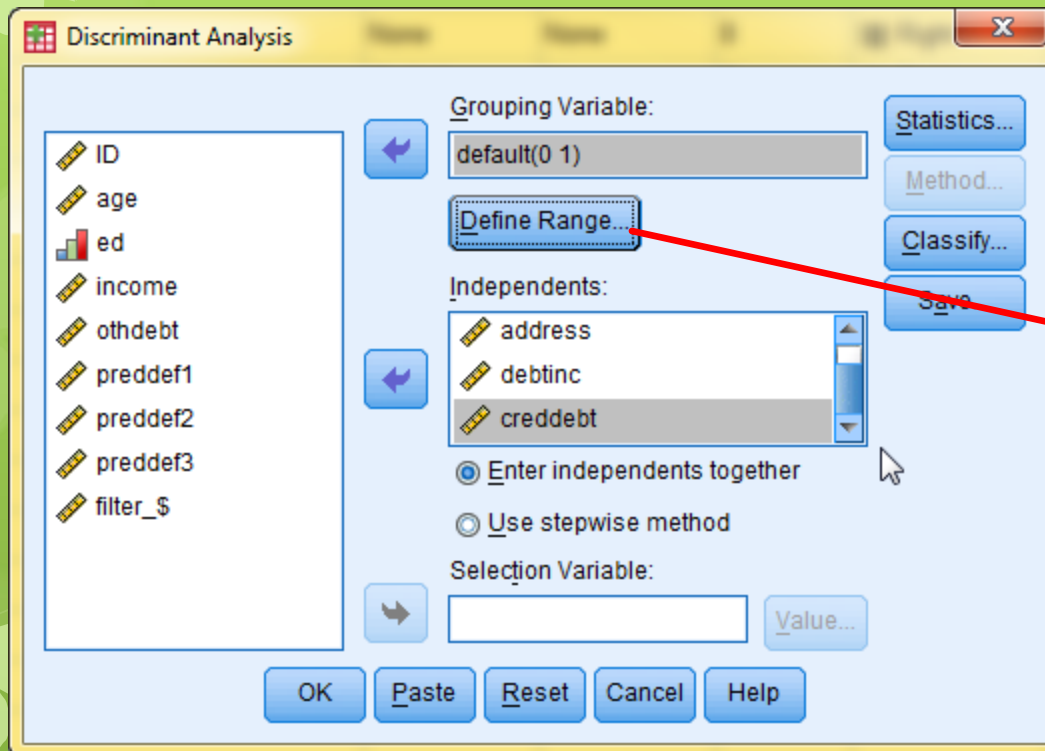 Discriminant Analysis
Grouping Variable:
default(0 1)
Define Range...
Independents:
address
debtinc
creddebt
Enter independents together
Use stepwise method
Selection Variable:
Value...
ID
age
ed
income
othdebt
preddef1
preddef2
preddef3
filter_$
Statistics...
Method...
Classify...
Save...
OK Paste Reset Cancel Help